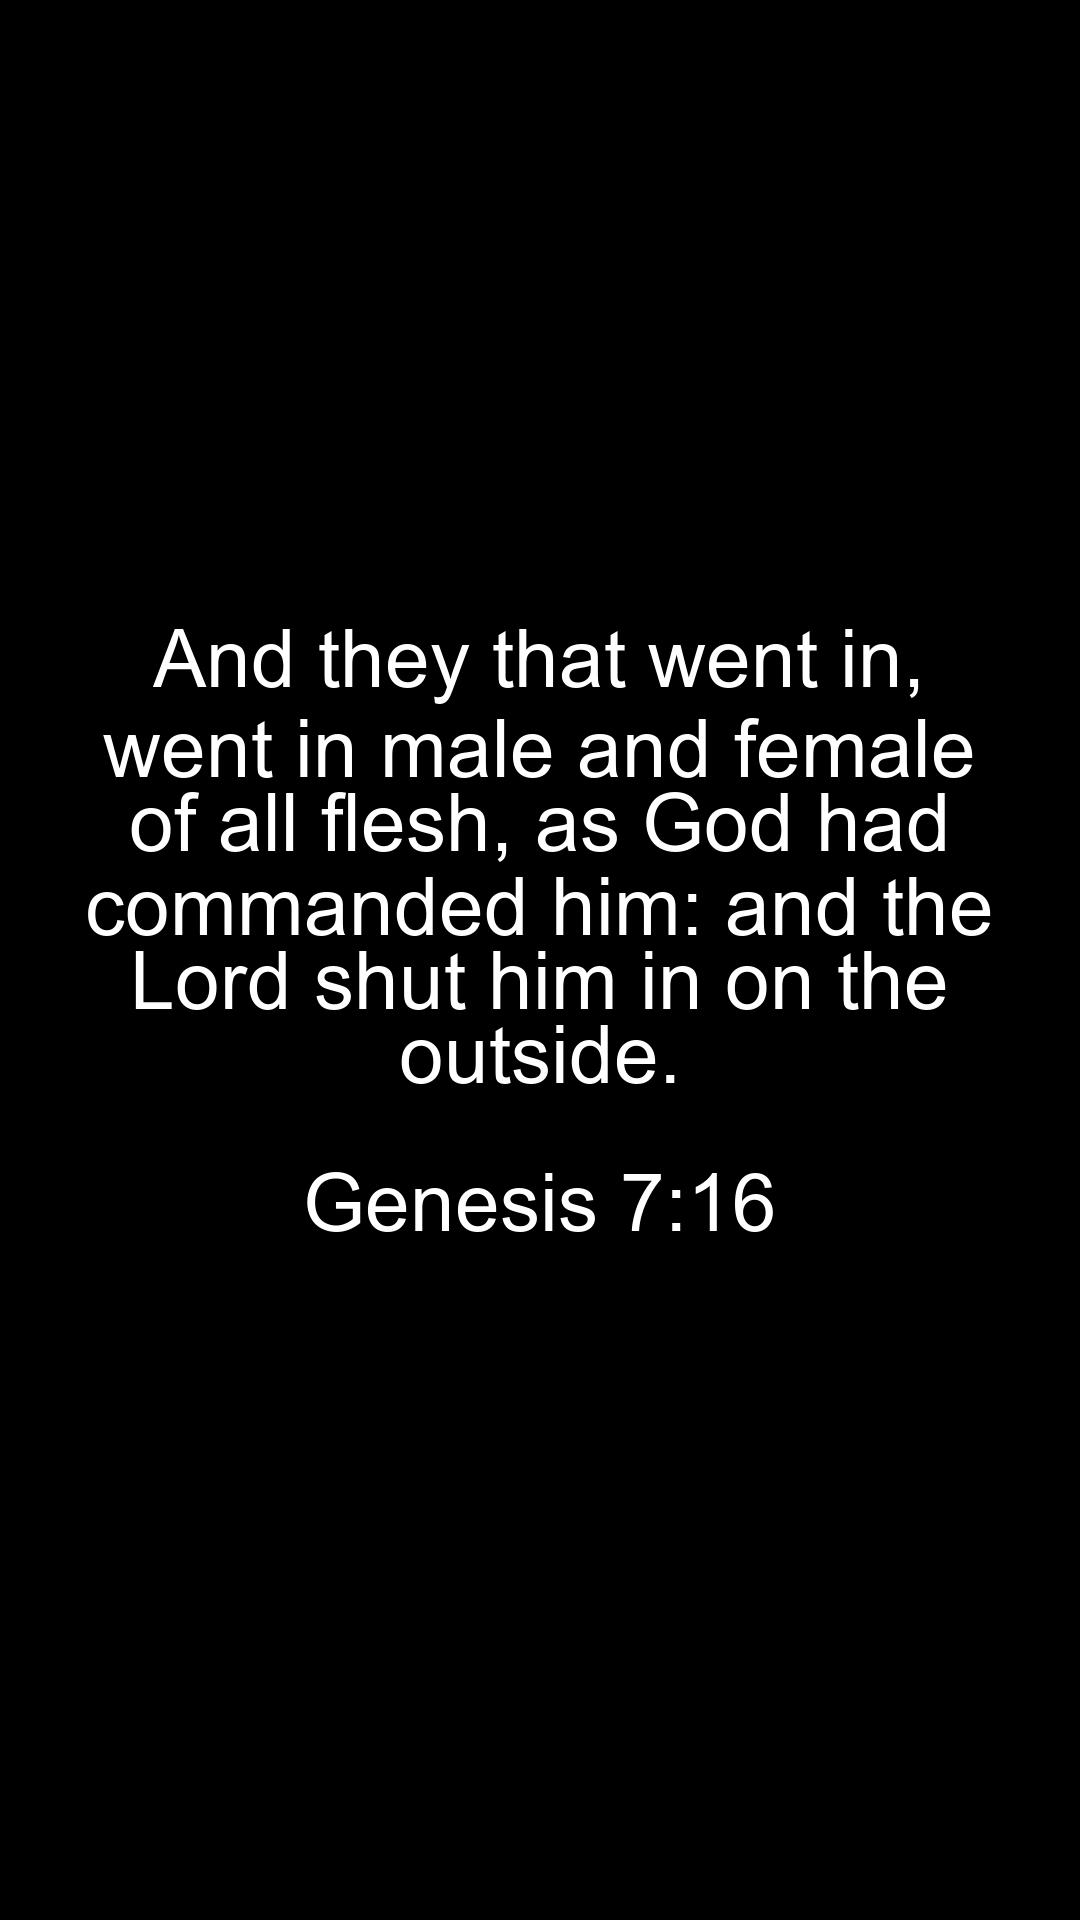 And they that went in,
went in male and female
of all flesh, as God had
commanded him: and the
Lord shut him in on the
outside.
Genesis 7:16